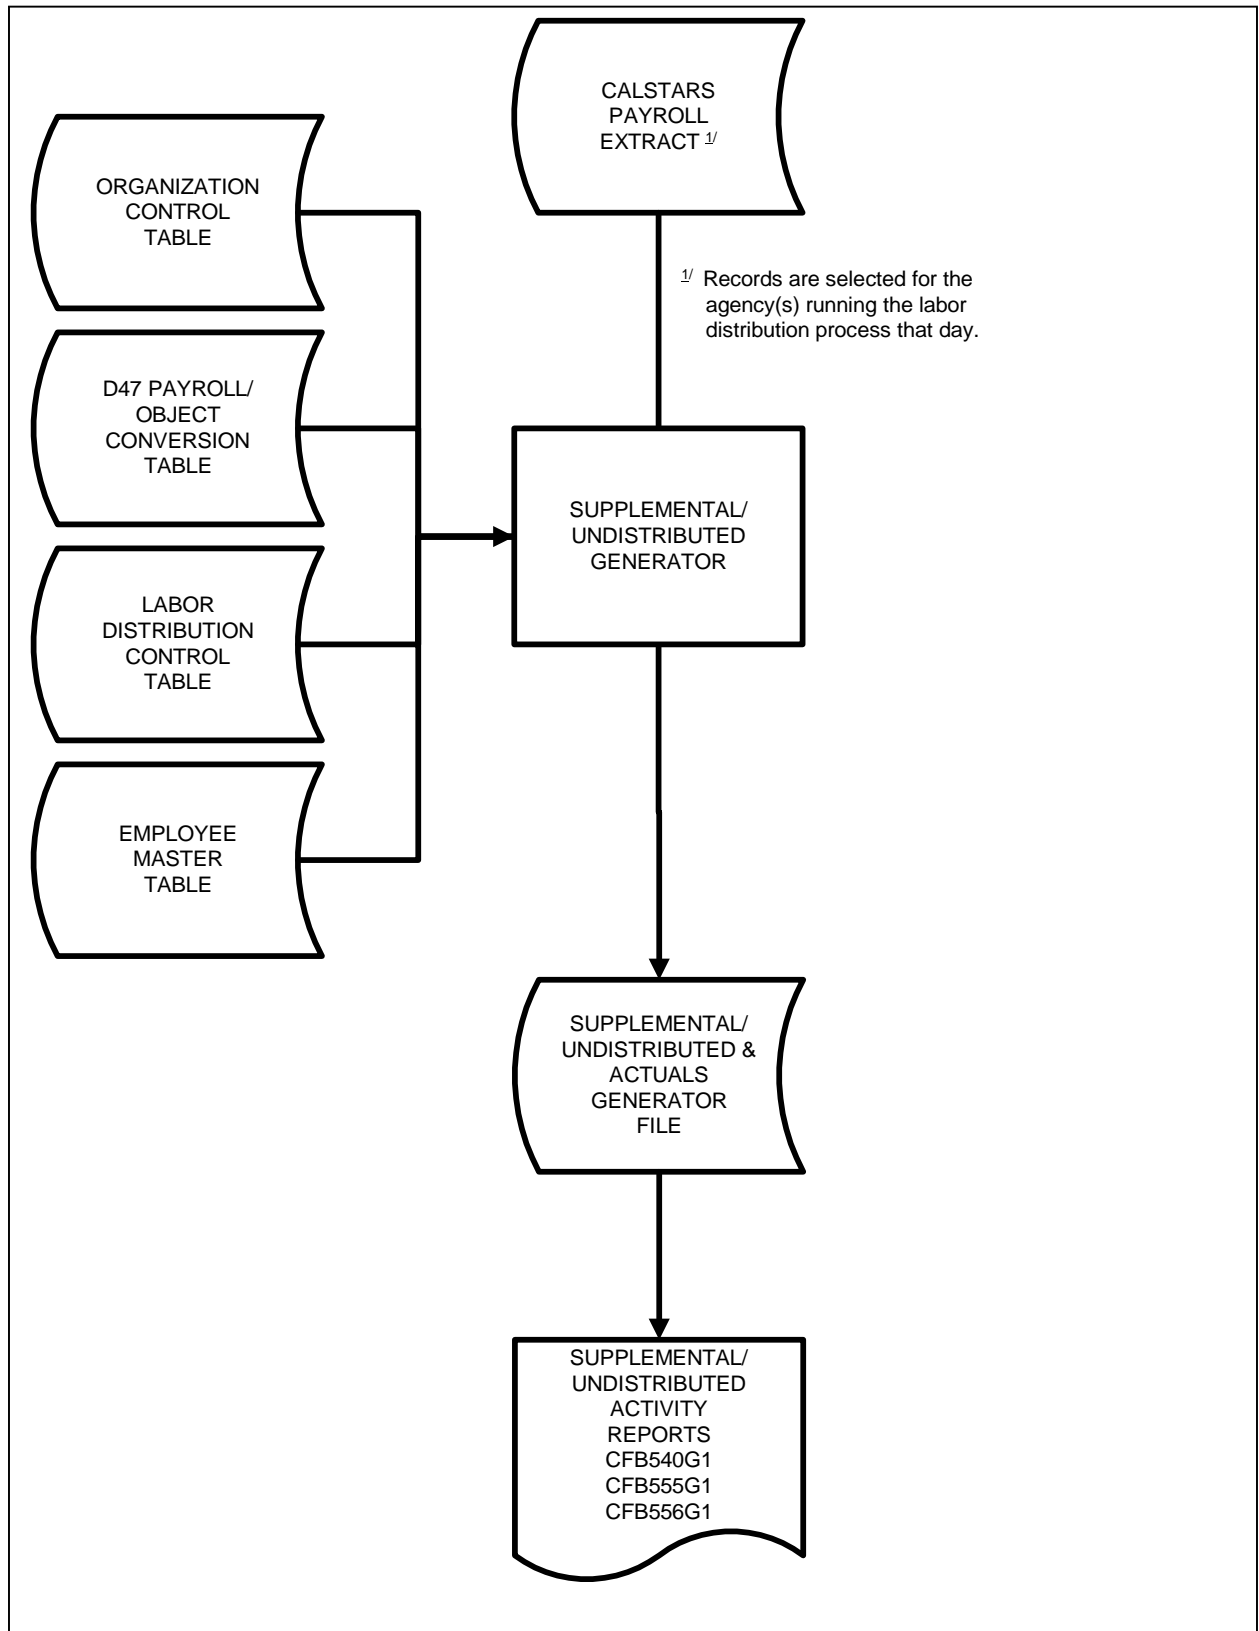 CALSTARS
PAYROLL
EXTRACT 1/
ORGANIZATION
CONTROL
TABLE
1/ Records are selected for the
agency(s) running the labor
distribution process that day.
D47 PAYROLL/
OBJECT
CONVERSION
TABLE
SUPPLEMENTAL/
UNDISTRIBUTED
GENERATOR
LABOR
DISTRIBUTION
CONTROL
TABLE
EMPLOYEE
MASTER
TABLE
SUPPLEMENTAL/
UNDISTRIBUTED &
ACTUALS
GENERATOR
FILE
SUPPLEMENTAL/
UNDISTRIBUTED
ACTIVITY
REPORTS
CFB540G1
CFB555G1
CFB556G1